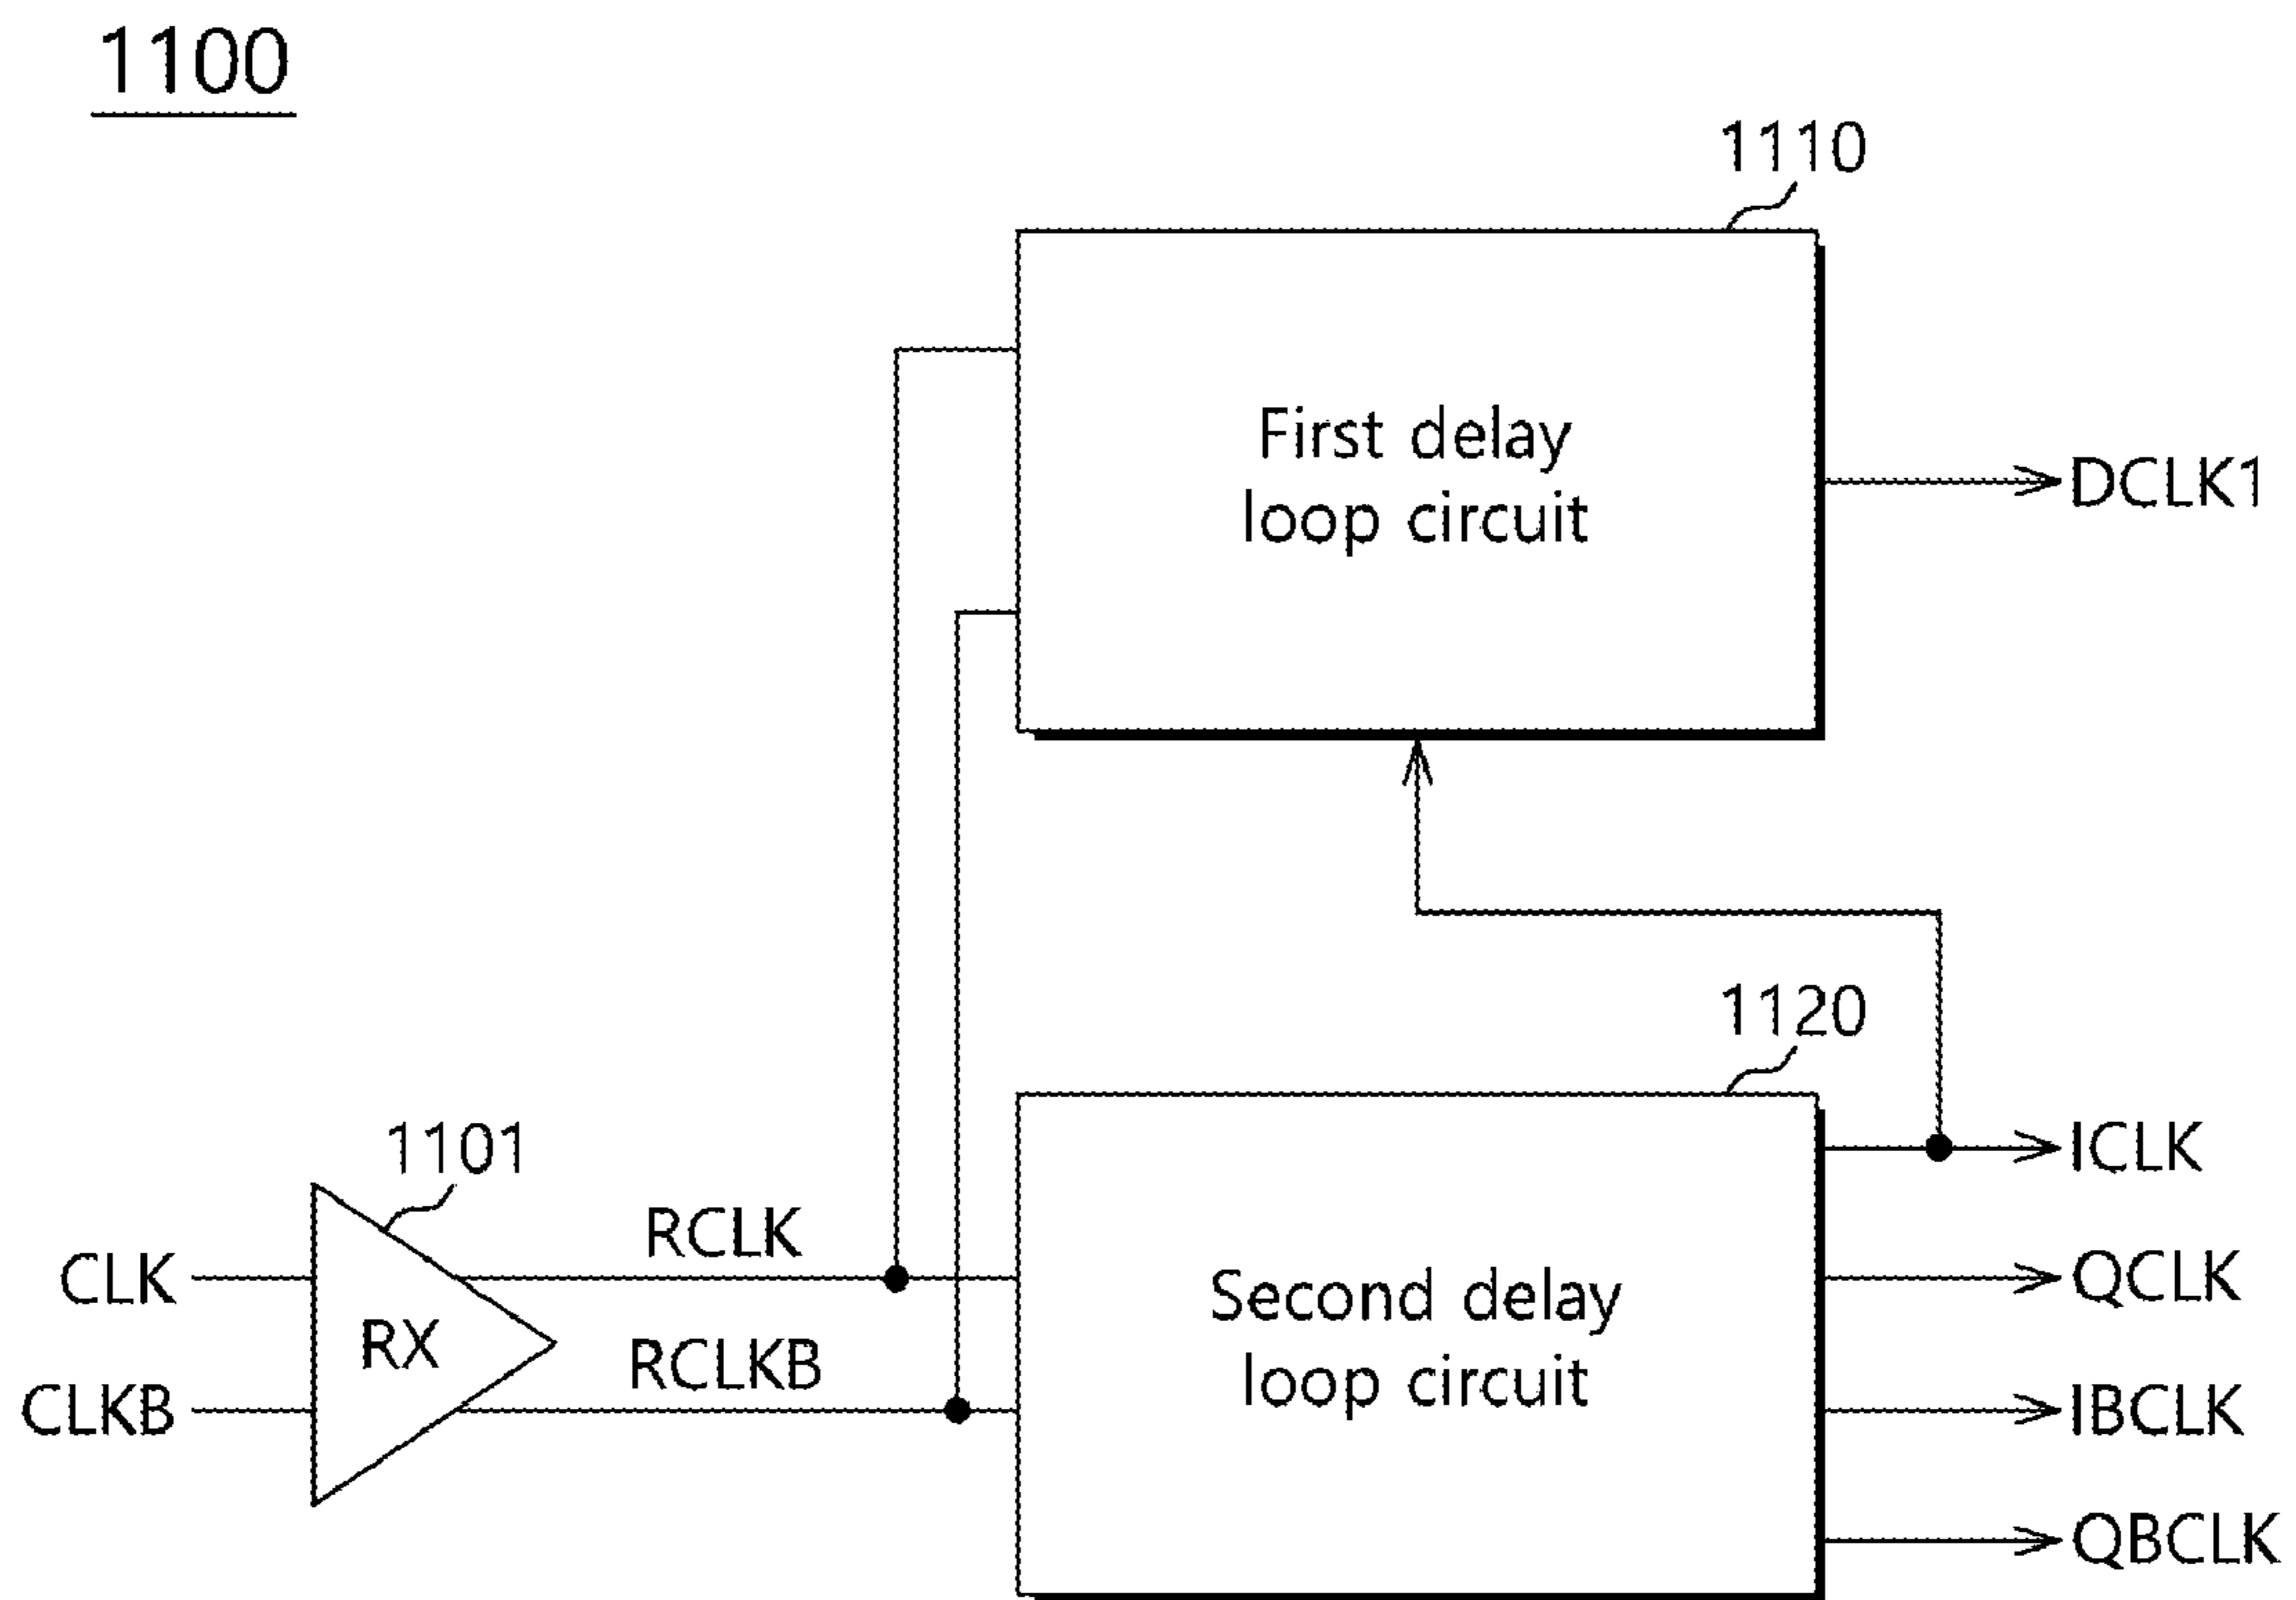 1100
1110
First delay
loop circuit
DCLK1
1120
1101
ICLK
RCLK
CLK
QCLK
Second delay
loop circuit
RX
RCLKB
CLKB
IBCLK
QBCLK